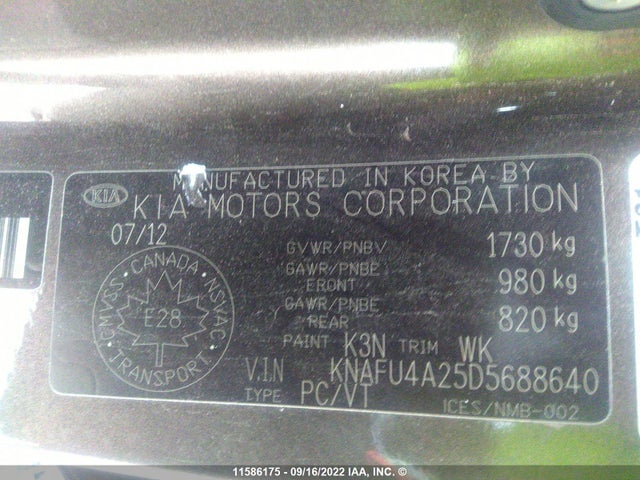 MANUFACTURED IN KOREA BY
KIA
KIA MOTORS CORPORATION
07/12
GVWR/PNBV 1730 kg
GAWR/PNBE FRONT 980 kg
GAWR/PNBE REAR 820 kg
PAINT K3N TRIM WK
V.I.N KNAFU4A25D5688640
TYPE PC/VT
ICES/NMB-002
CANADA
NSVAC
TRANSPORT
MVSS
E28
11586175 - 09/16/2022 IAA, INC. ©